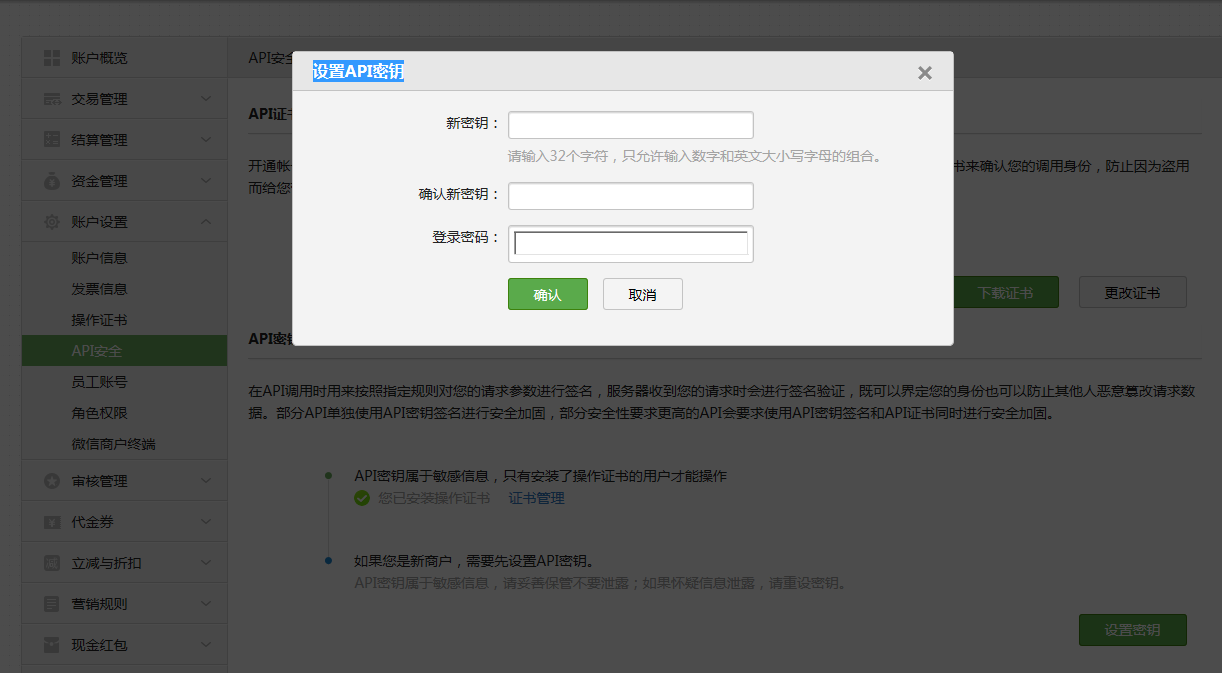 账户概览
交易管理
结算管理
资金管理
账户设置
账户信息
发票信息
操作证书
API安全
员工账号
角色权限
微信商户终端
审核管理
代金券
立减与折扣
营销规则
现金红包
API安全
API证书
开通帐
书来确认您的调用身份，防止因为盗用
而给您
设置API密钥
新密钥：
请输入32个字符，只允许输入数字和英文大小写字母的组合。
确认新密钥：
登录密码：
确认
取消
下载证书
更改证书
API密钥
在API调用时用来按照指定规则对您的请求参数进行签名，服务器收到您的请求时会进行签名验证，既可以界定您的身份也可以防止其他人恶意篡改请求数
据。部分API单独使用API密钥签名进行安全加固，部分安全性要求更高的API会要求使用API密钥签名和API证书同时进行安全加固。
API密钥属于敏感信息，只有安装了操作证书的用户才能操作
您已安装操作证书 证书管理
如果您是新商户，需要先设置API密钥。
API密钥属于敏感信息，请妥善保管不要泄露；如果怀疑信息泄露，请重设密钥。
设置密钥